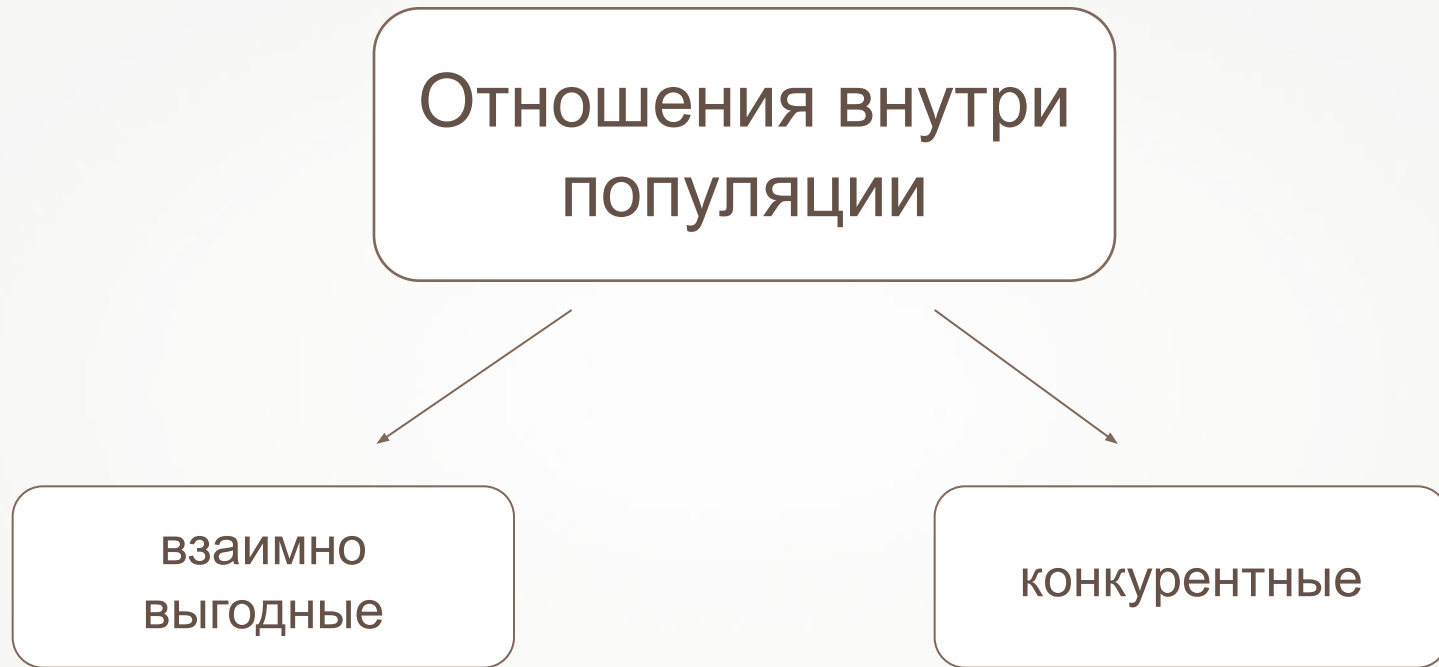 Отношения внутри
популяции
взаимно
выгодные
конкурентные